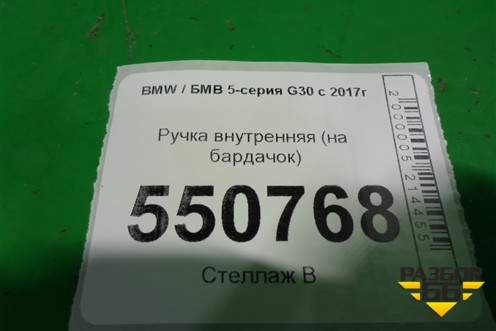 BMW / БМВ 5-серия G30 с 2017г
Ручка внутренняя (на
бардачок)
550768
Стеллаж В
2000005214455
РАЗБОР
66